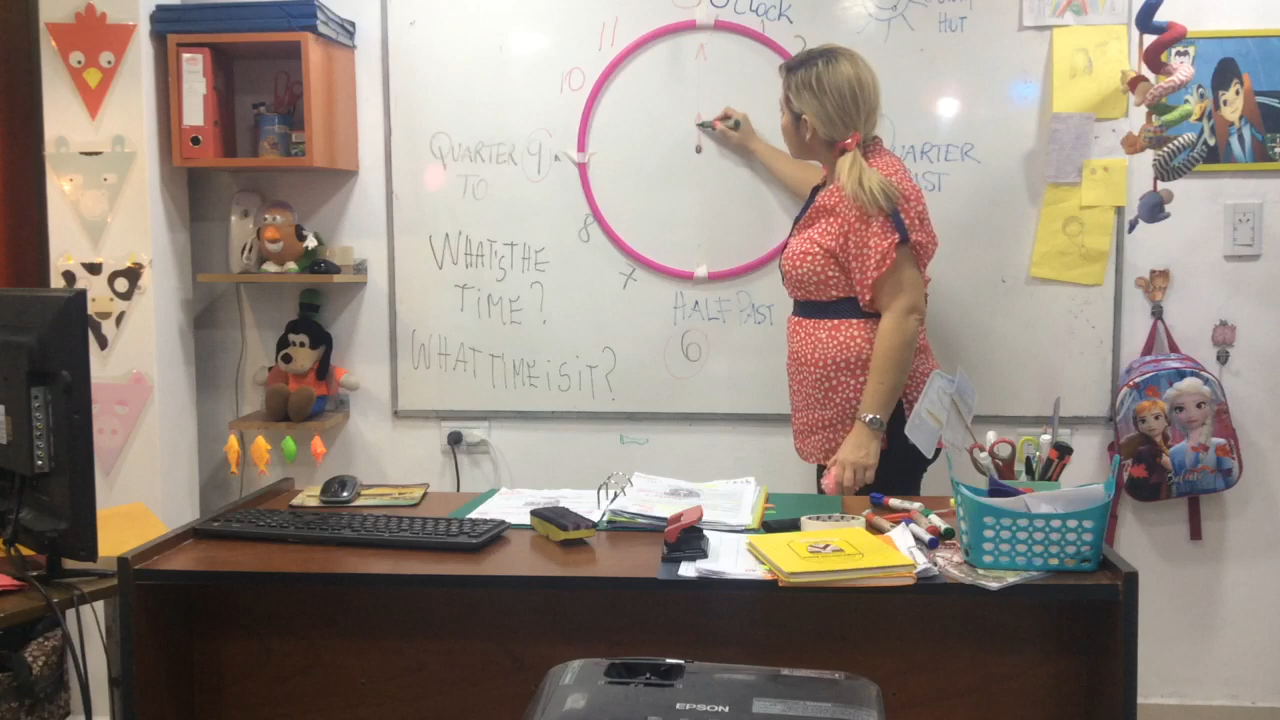 O'Clock
HUT
11
10
QUARTER 9
TO
QUARTER
PAST
8
7
WHAT'S THE
TIME?
HALF PAST
6
WHAT TIME iS iT?
EPSON